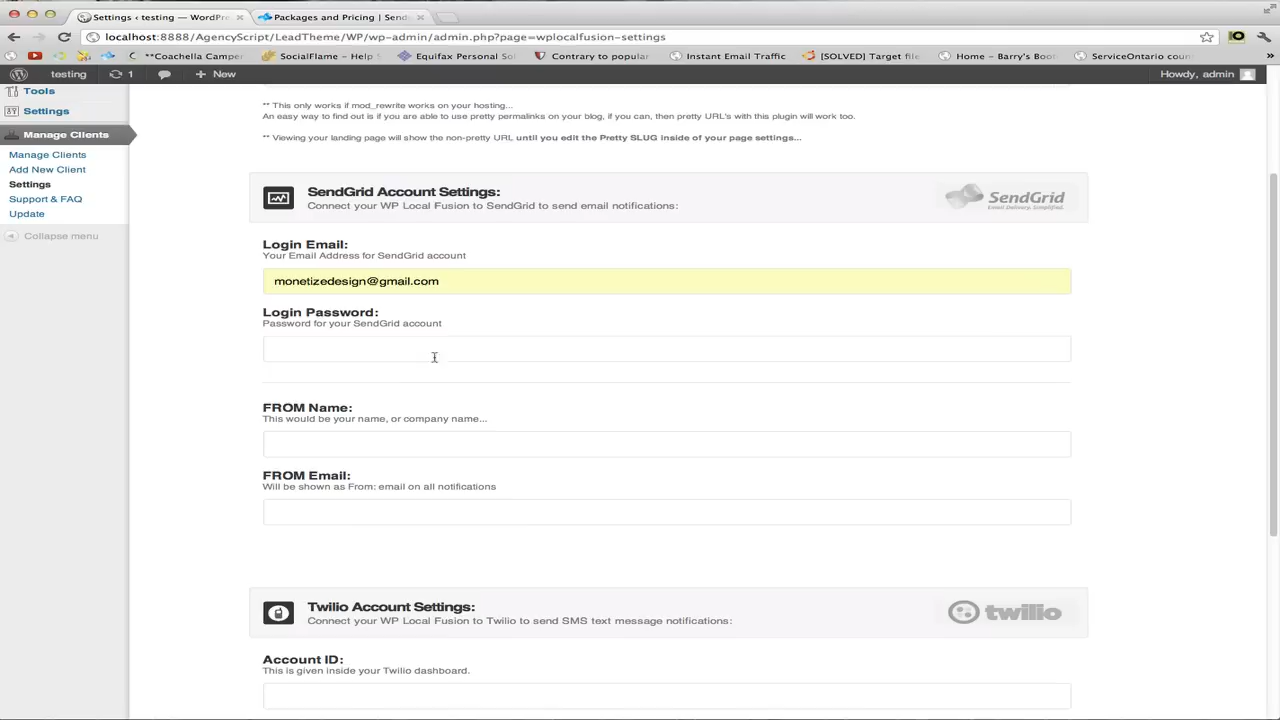 Settings ‹ testing — WordPre
Packages and Pricing | Send
localhost:8888/AgencyScript/LeadTheme/WP/wp-admin/admin.php?page=wplocalfusion-settings
**Coachella Camper
SocialFlame – Help S
Equifax Personal Sol
Contrary to popular
Instant Email Traffic
[SOLVED] Target file
Home – Barry's Boo
ServiceOntario coun
»
testing
1
+ New
Howdy, admin
Tools
Settings
Manage Clients
Manage Clients
Add New Client
Settings
Support & FAQ
Update
Collapse menu
** This only works if mod_rewrite works on your hosting...
An easy way to find out is if you are able to use pretty permalinks on your blog, if you can, then pretty URL's with this plugin will work too.
** Viewing your landing page will show the non-pretty URL until you edit the Pretty SLUG inside of your page settings...
SendGrid Account Settings:
Connect your WP Local Fusion to SendGrid to send email notifications:
SendGrid
Email Delivery. Simplified.
Login Email:
Your Email Address for SendGrid account
monetizedesign@gmail.com
Login Password:
Password for your SendGrid account
FROM Name:
This would be your name, or company name...
FROM Email:
Will be shown as From: email on all notifications
Twilio Account Settings:
Connect your WP Local Fusion to Twilio to send SMS text message notifications:
twilio
Account ID:
This is given inside your Twilio dashboard.